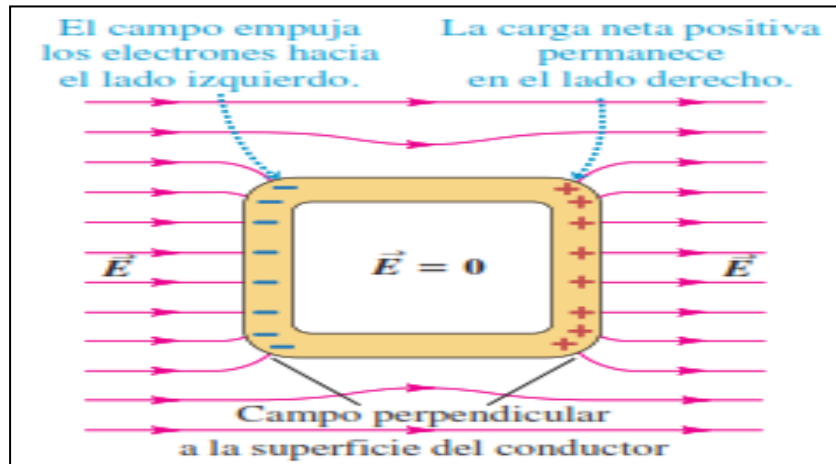 El campo empuja
los electrones hacia
el lado izquierdo.
La carga neta positiva
permanece
en el lado derecho.
E⃗
E⃗ = 0
E⃗
Campo perpendicular
a la superficie del conductor